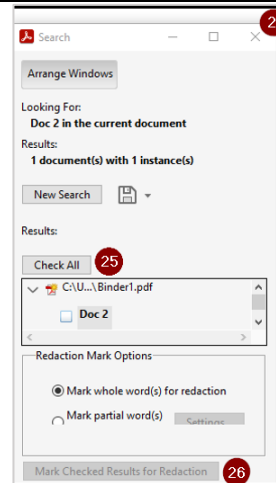 2
Search
Arrange Windows
Looking For:
Doc 2 in the current document
Results:
1 document(s) with 1 instance(s)
New Search
Results:
Check All 25
C:\U...\Binder1.pdf
Doc 2
Redaction Mark Options
Mark whole word(s) for redaction
Mark partial word(s) Settings
Mark Checked Results for Redaction 26